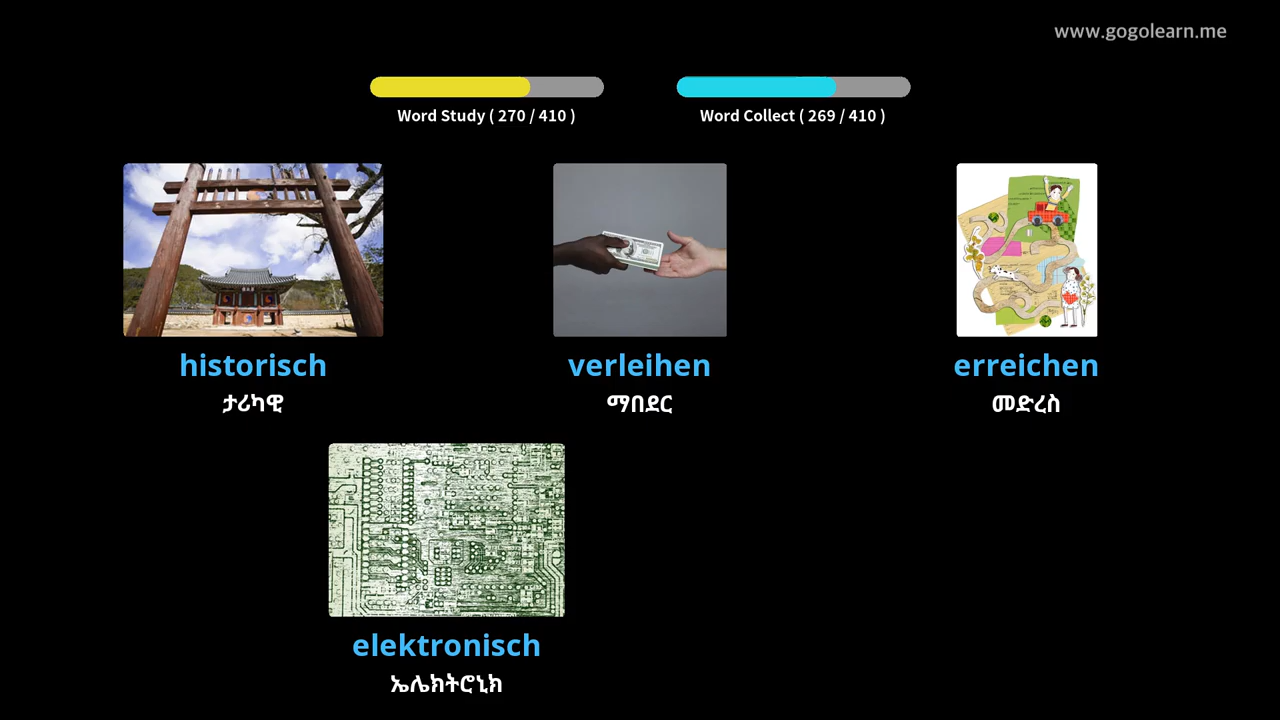 www.gogolearn.me
Word Study ( 270 / 410 )
Word Collect ( 269 / 410 )
historisch
ታሪካዊ
verleihen
ማበደር
erreichen
መድረስ
elektronisch
ኤሌክትሮኒክ